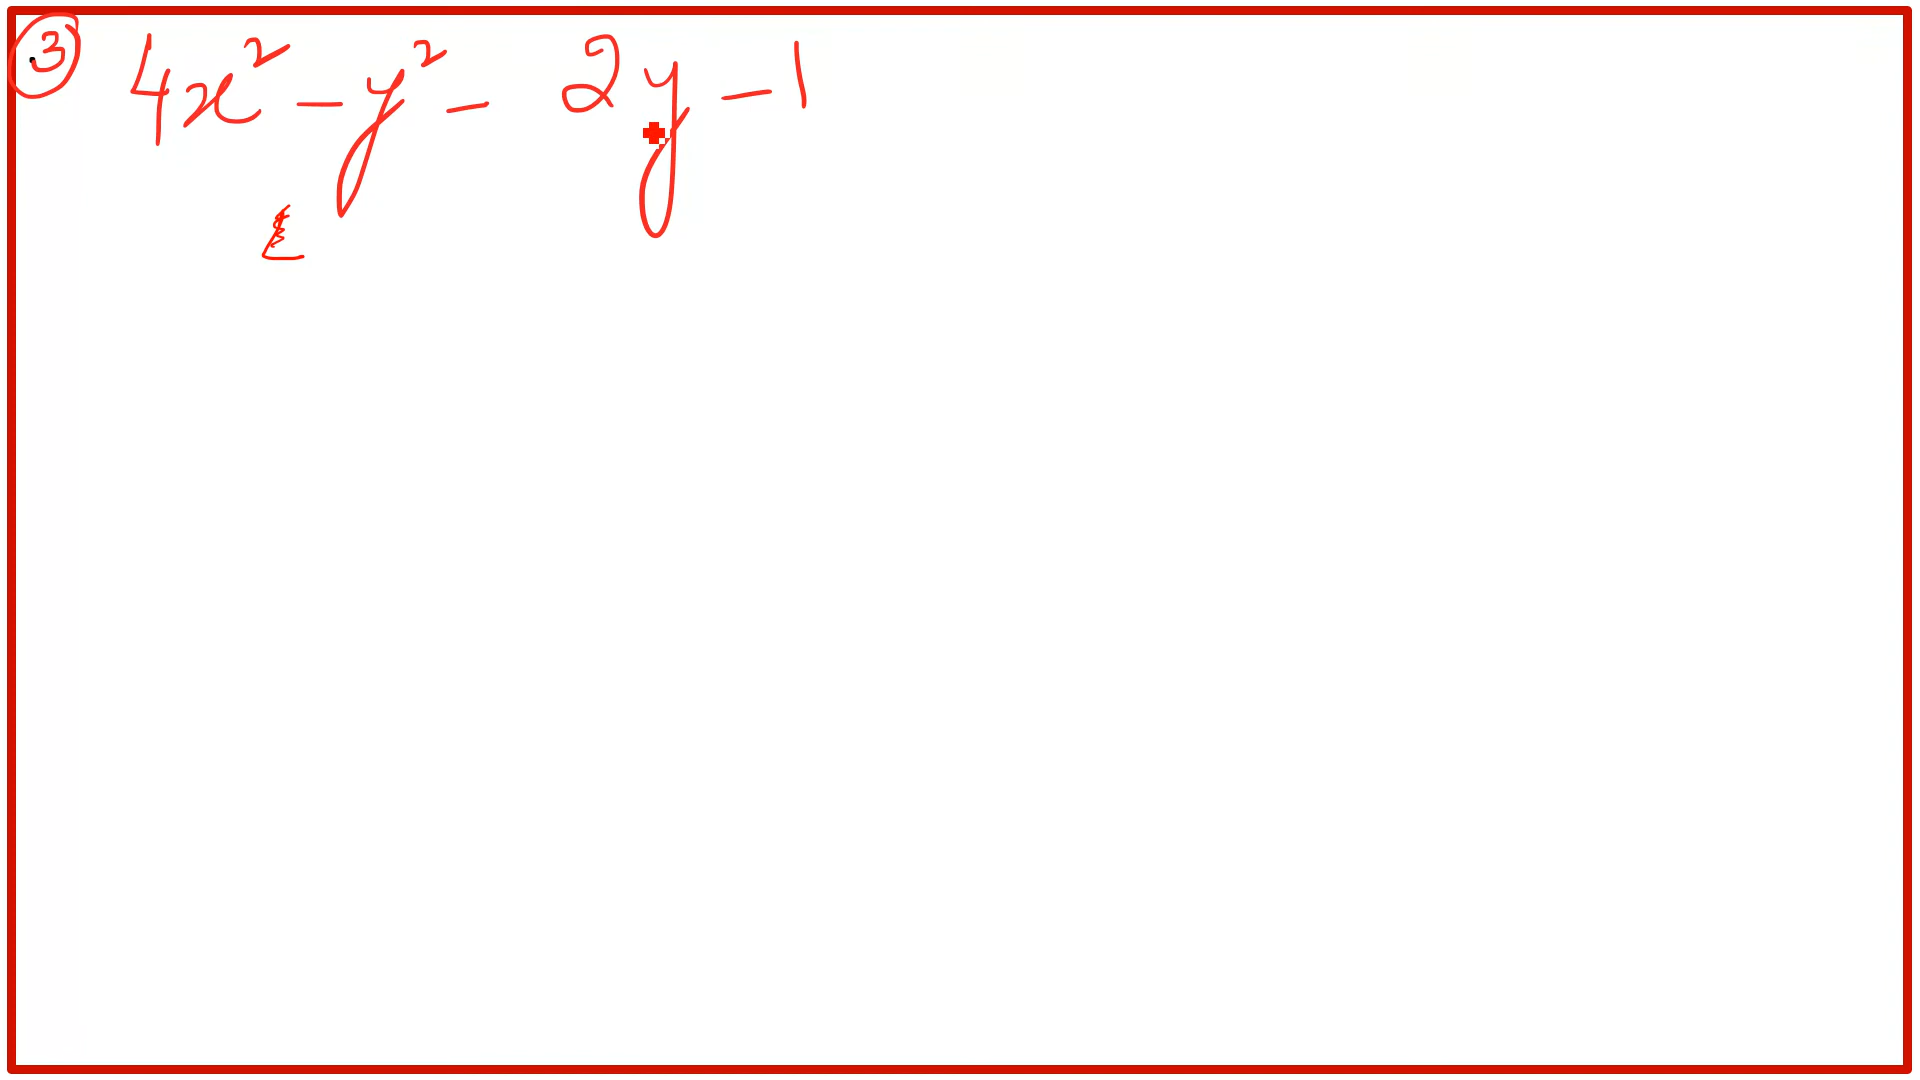 ③ 4x² - y² - 2y - 1